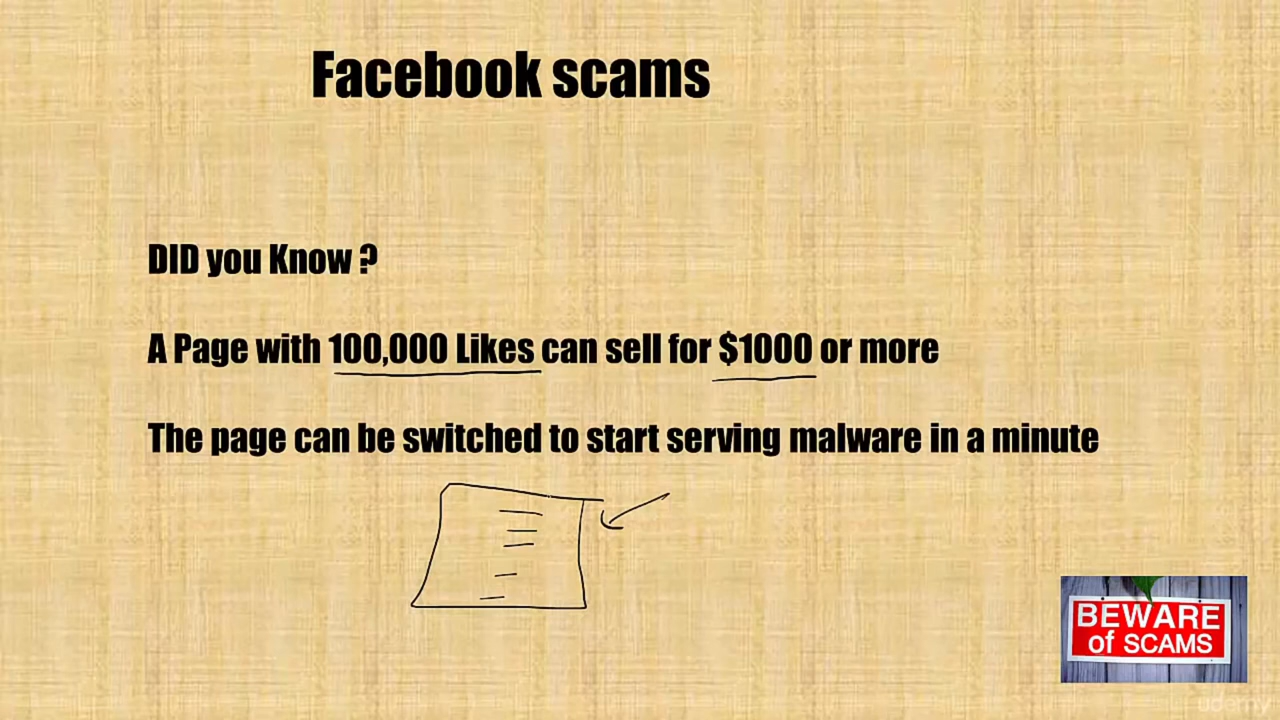 Facebook scams
DID you Know ?
A Page with 100,000 Likes can sell for $1000 or more
The page can be switched to start serving malware in a minute
BEWARE
of SCAMS
udemy